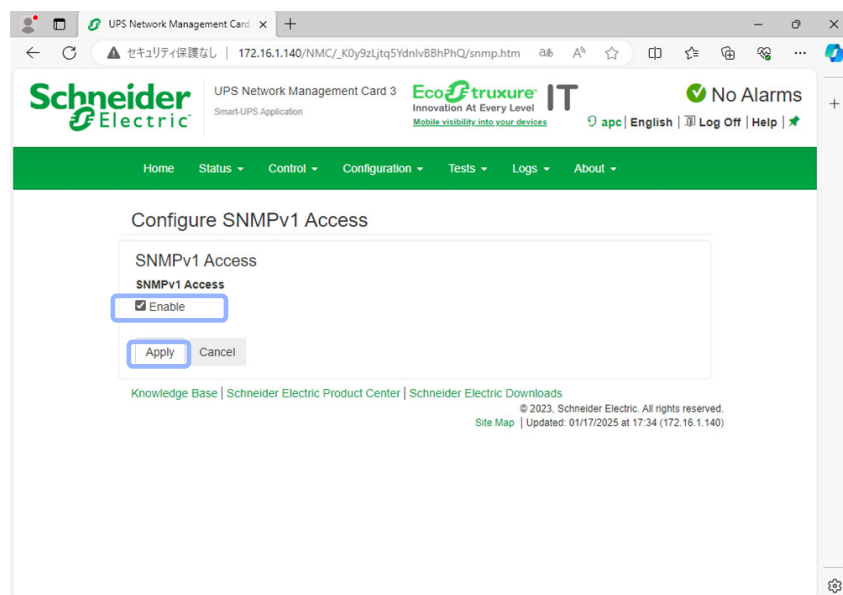 UPS Network Management Card
セキュリティ保護なし | 172.16.1.140/NMC/_K0y9zLjtq5YdnlvBBhPhQ/snmp.htm
Schneider
Electric
UPS Network Management Card 3
Smart-UPS Application
EcoStruxure IT
Innovation At Every Level
Mobile visibility into your devices
No Alarms
apc | English | Log Off | Help |
Home Status Control Configuration Tests Logs About
Configure SNMPv1 Access
SNMPv1 Access
SNMPv1 Access
Enable
Apply Cancel
Knowledge Base | Schneider Electric Product Center | Schneider Electric Downloads
© 2023, Schneider Electric. All rights reserved.
Site Map | Updated: 01/17/2025 at 17:34 (172.16.1.140)